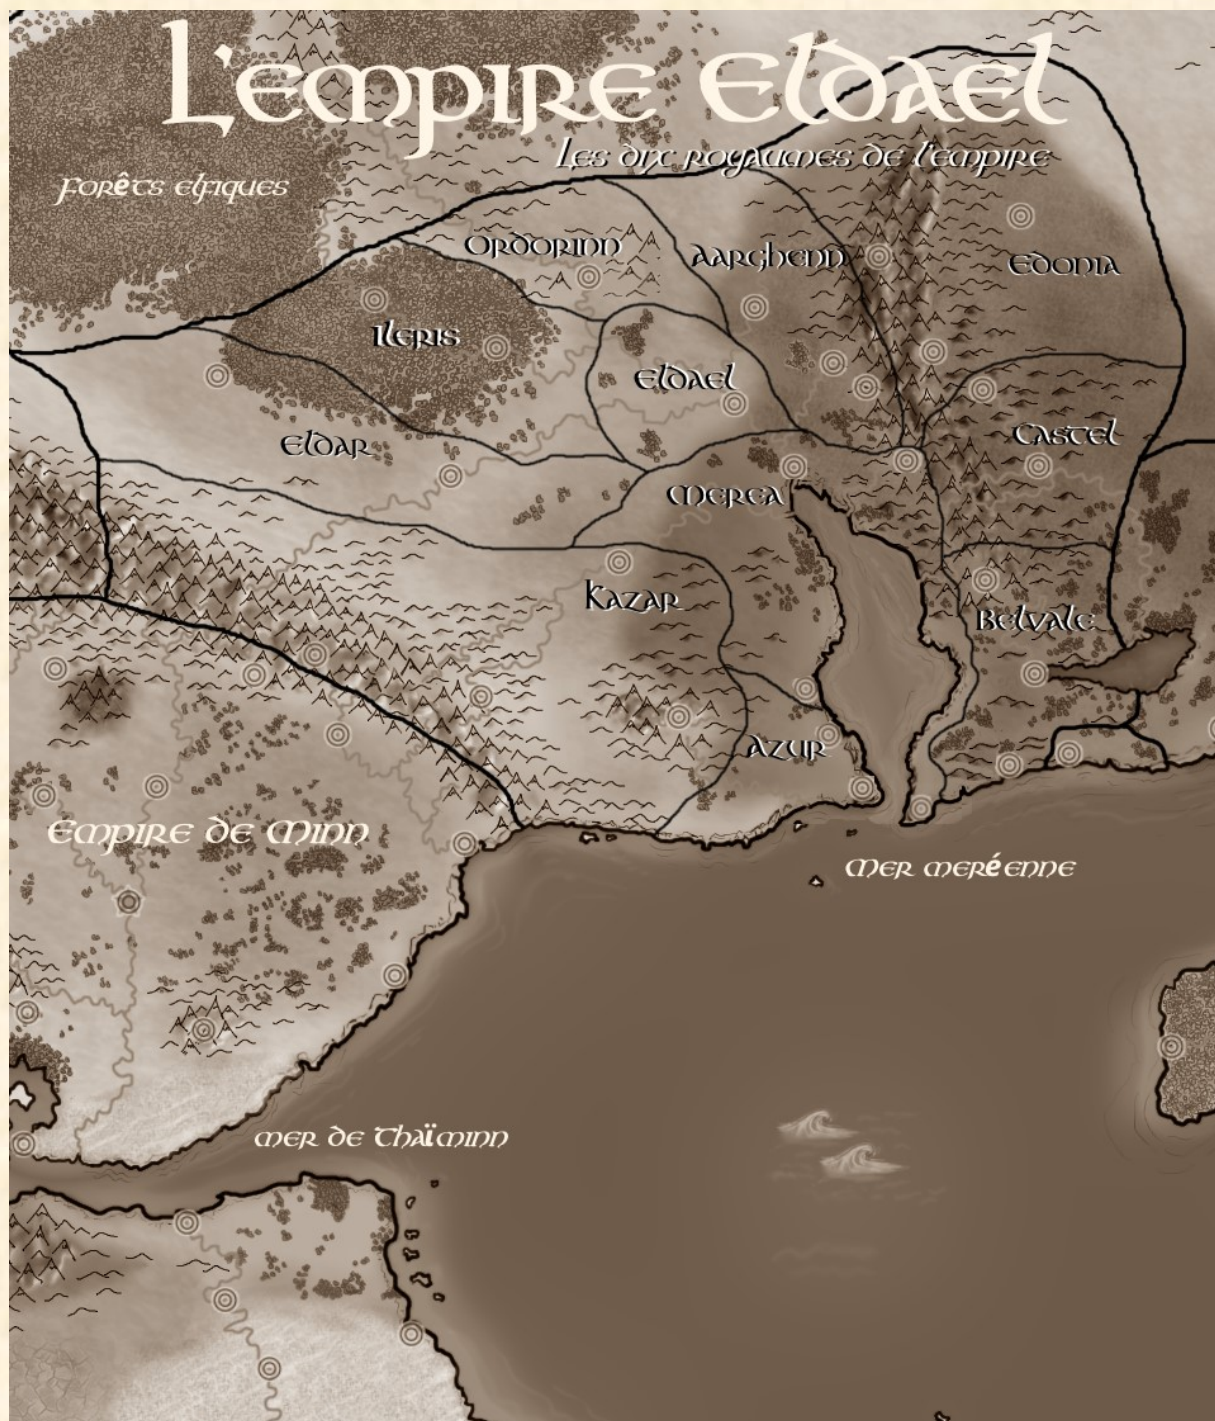 L'Empire Eldael
Les dix royaumes de l'empire
Forêts elfiques
Ordorinn
Aarghenn
Edonia
Ileris
Eldael
Eldar
Castel
Merea
Kazar
Belvale
Azur
Empire de Minn
Mer meréenne
Mer de Thaïminn